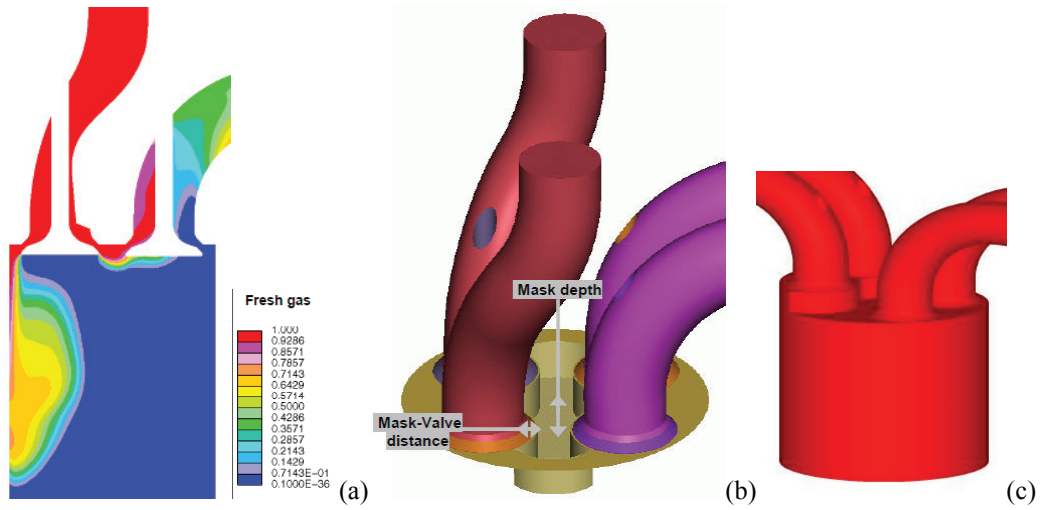 Fresh gas
1.000
0.9286
0.8571
0.7857
0.7143
0.6429
0.5714
0.5000
0.4286
0.3571
0.2857
0.2143
0.1429
0.7143E-01
0.1000E-36
(a)
Mask depth
Mask-Valve
distance
(b)
(c)